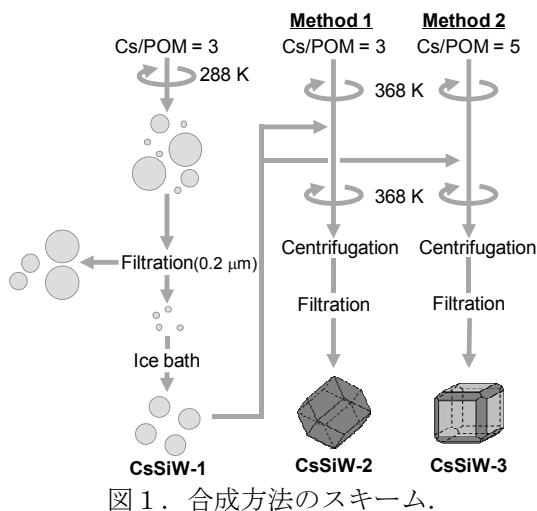 Method 1
Method 2
Cs/POM = 3
Cs/POM = 3
Cs/POM = 5
288 K
368 K
368 K
Filtration(0.2 μm)
Centrifugation
Centrifugation
Filtration
Filtration
Ice bath
CsSiW-1
CsSiW-2
CsSiW-3
図１．合成方法のスキーム．